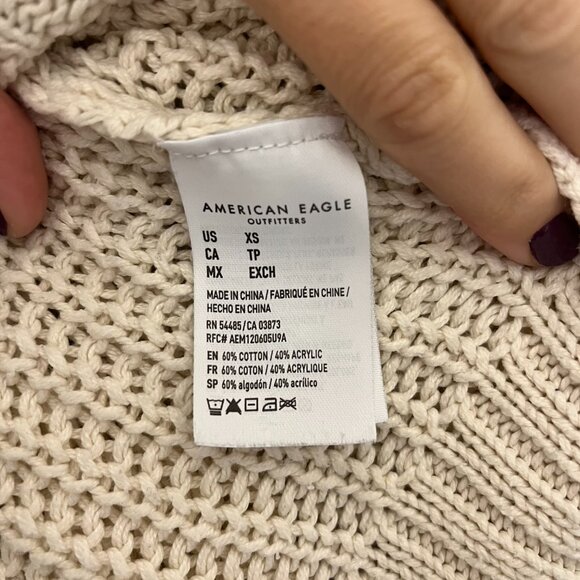 AMERICAN EAGLE
OUTFITTERS
US XS
CA TP
MX EXCH
MADE IN CHINA / FABRIQUÉ EN CHINE /
HECHO EN CHINA
RN 54485/CA 03873
RFC# AEM120605U9A
EN 60% COTTON / 40% ACRYLIC
FR 60% COTON / 40% ACRYLIQUE
SP 60% algodón / 40% acrílico